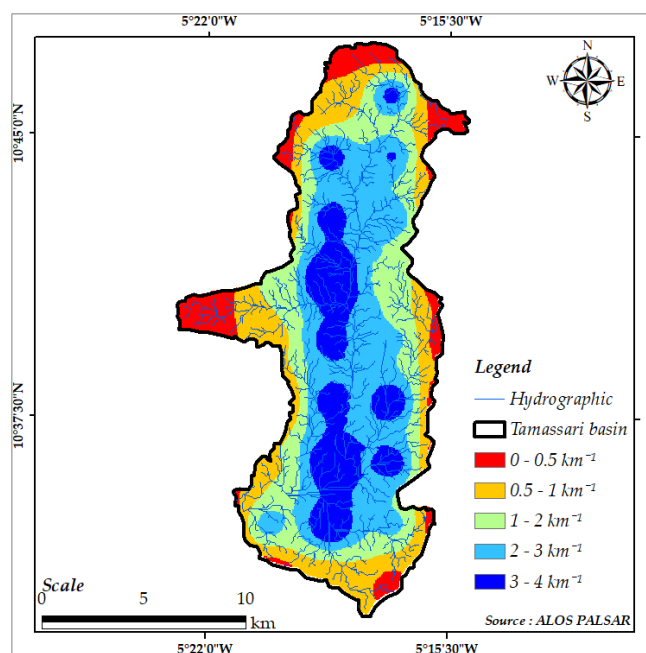 5°22'0"W 5°15'30"W
N
W E
S
10°45'0"N
10°37'30"N
Legend
Hydrographic
Tamassari basin
0 - 0.5 km⁻¹
0.5 - 1 km⁻¹
1 - 2 km⁻¹
2 - 3 km⁻¹
3 - 4 km⁻¹
Scale
0 5 10
km
Source : ALOS PALSAR
5°22'0"W 5°15'30"W